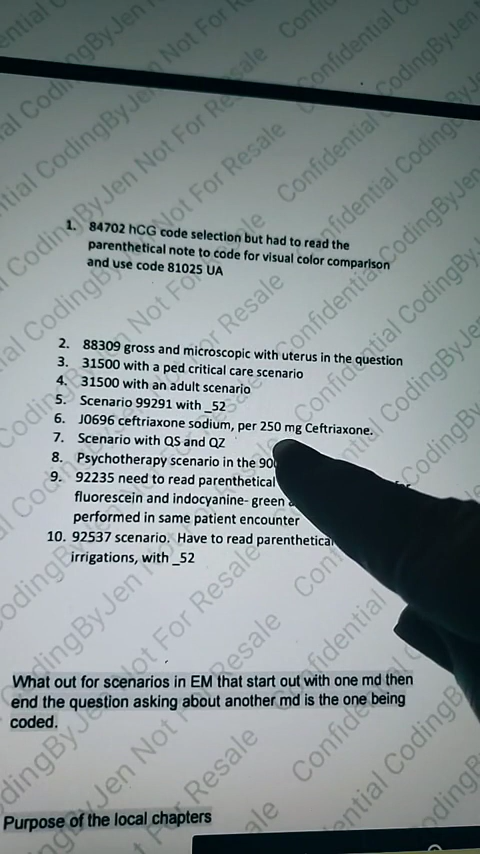 1. 84702 hCG code selection but had to read the
parenthetical note to code for visual color comparison
and use code 81025 UA
2. 88309 gross and microscopic with uterus in the question
3. 31500 with a ped critical care scenario
4. 31500 with an adult scenario
5. Scenario 99291 with _52
6. J0696 ceftriaxone sodium, per 250 mg Ceftriaxone.
7. Scenario with QS and QZ
8. Psychotherapy scenario in the
9. 92235 need to read parenthetical
fluorescein and indocyanine- green
performed in same patient encounter
10. 92537 scenario. Have to read
irrigations, with _52
What out for scenarios in EM that start out with one md then
end the question asking about another md is the one being
coded.
Purpose of the local chapters
Confidential CodingByJen Not For Resale